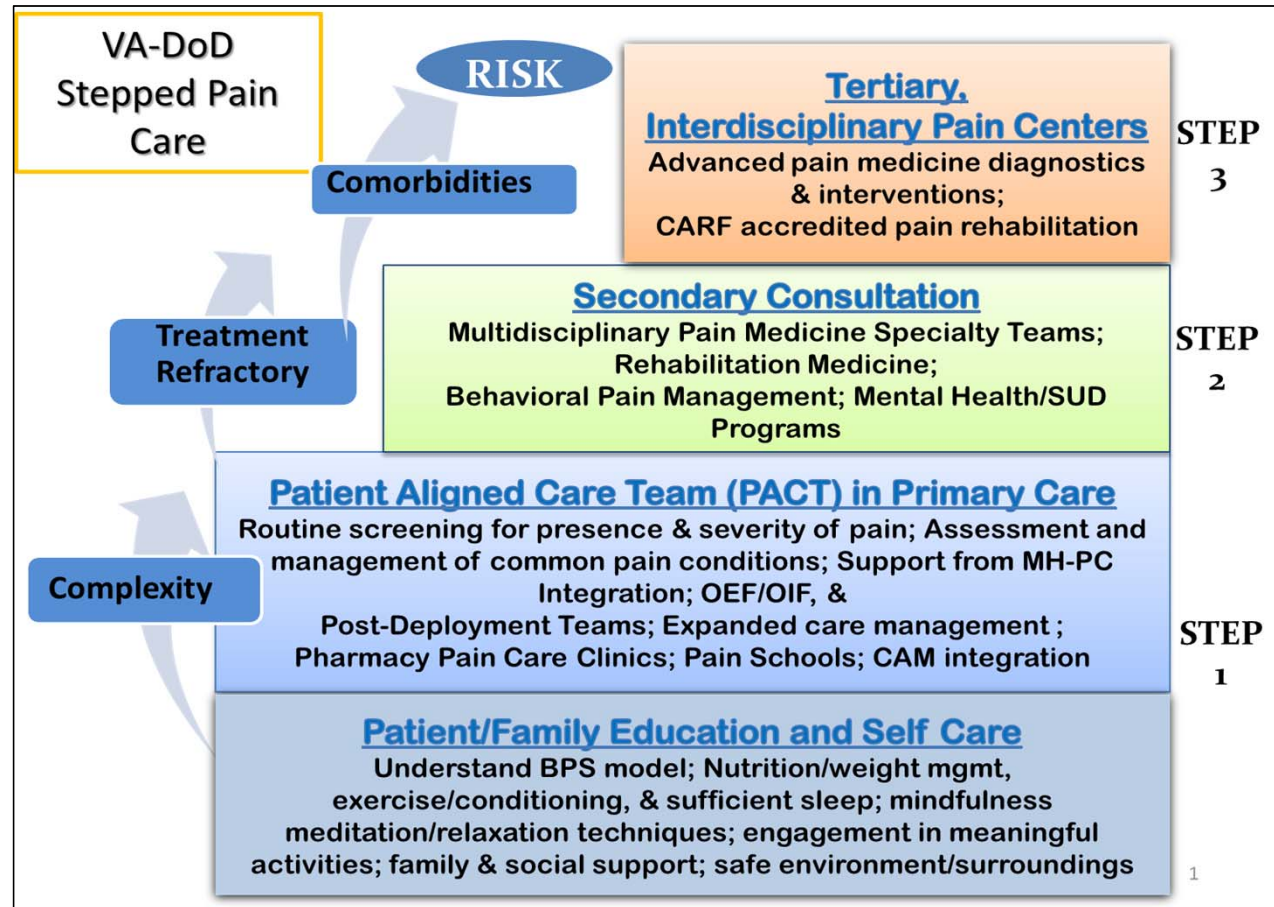 VA-DoD
Stepped Pain
Care
RISK
Comorbidities
Treatment
Refractory
Complexity
Tertiary,
Interdisciplinary Pain Centers
Advanced pain medicine diagnostics
& interventions;
CARF accredited pain rehabilitation
STEP
3
Secondary Consultation
Multidisciplinary Pain Medicine Specialty Teams;
Rehabilitation Medicine;
Behavioral Pain Management; Mental Health/SUD
Programs
STEP
2
Patient Aligned Care Team (PACT) in Primary Care
Routine screening for presence & severity of pain; Assessment and
management of common pain conditions; Support from MH-PC
Integration; OEF/OIF, &
Post-Deployment Teams; Expanded care management ;
Pharmacy Pain Care Clinics; Pain Schools; CAM integration
STEP
1
Patient/Family Education and Self Care
Understand BPS model; Nutrition/weight mgmt,
exercise/conditioning, & sufficient sleep; mindfulness
meditation/relaxation techniques; engagement in meaningful
activities; family & social support; safe environment/surroundings
1